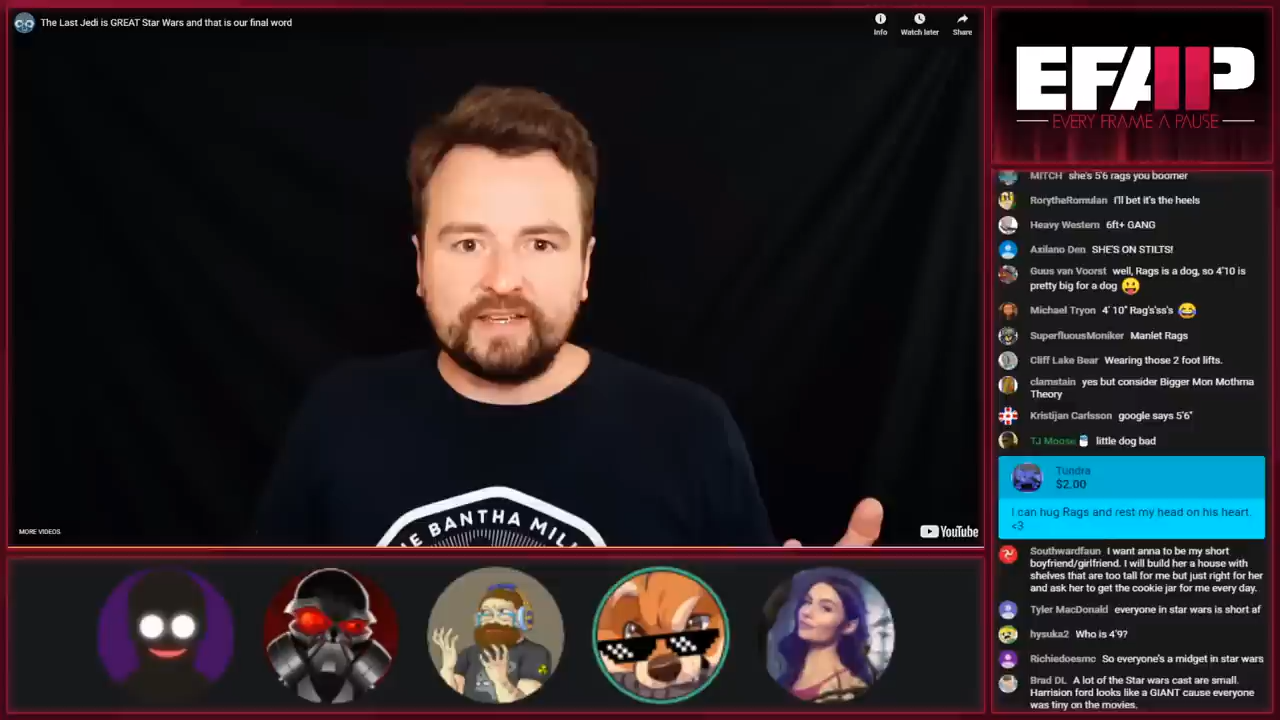 The Last Jedi is GREAT Star Wars and that is our final word
Info
Watch later
Share
BANTHA MIL
MORE VIDEOS
YouTube
EFAP
EVERY FRAME A PAUSE
MITCH she's 5'6 rags you boomer
RorytheRomulan I'll bet it's the heels
Heavy Western 6ft+ GANG
Axilano Den SHE'S ON STILTS!
Guus van Voorst well, Rags is a dog, so 4'10 is
pretty big for a dog
Michael Tryon 4' 10" Rag's'ss's
SuperfluousMoniker Manlet Rags
Cliff Lake Bear Wearing those 2 foot lifts.
clamstain yes but consider Bigger Mon Mothma
Theory
Kristijan Carlsson google says 5'6"
TJ Moose little dog bad
Tundra
$2.00
I can hug Rags and rest my head on his heart.
<3
Southwardfaun I want anna to be my short
boyfriend/girlfriend. I will build her a house with
shelves that are too tall for me but just right for her
and ask her to get the cookie jar for me every day.
Tyler MacDonald everyone in star wars is short af
hysuka2 Who is 4'9?
Richiedoesmc So everyone's a midget in star wars
Brad DL A lot of the Star wars cast are small.
Harrision ford looks like a GIANT cause everyone
was tiny on the movies.